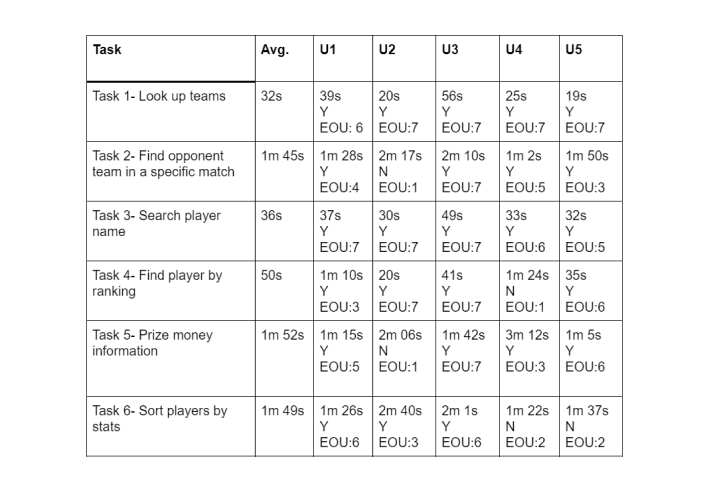 Task Avg. U1 U2 U3 U4 U5
Task 1- Look up teams 32s 39s 20s 56s 25s 19s
Y Y Y Y Y
EOU: 6 EOU:7 EOU:7 EOU:7 EOU:7
Task 2- Find opponent 1m 45s 1m 28s 2m 17s 2m 10s 1m 2s 1m 50s
team in a specific match Y N Y Y Y
EOU:4 EOU:1 EOU:7 EOU:5 EOU:3
Task 3- Search player 36s 37s 30s 49s 33s 32s
name Y Y Y Y Y
EOU:7 EOU:7 EOU:7 EOU:6 EOU:5
Task 4- Find player by 50s 1m 10s 20s 41s 1m 24s 35s
ranking Y Y Y N Y
EOU:3 EOU:7 EOU:7 EOU:1 EOU:6
Task 5- Prize money 1m 52s 1m 15s 2m 06s 1m 42s 3m 12s 1m 5s
information Y N Y Y Y
EOU:5 EOU:1 EOU:7 EOU:3 EOU:6
Task 6- Sort players by 1m 49s 1m 26s 2m 40s 2m 1s 1m 22s 1m 37s
stats Y Y Y N N
EOU:6 EOU:3 EOU:6 EOU:2 EOU:2